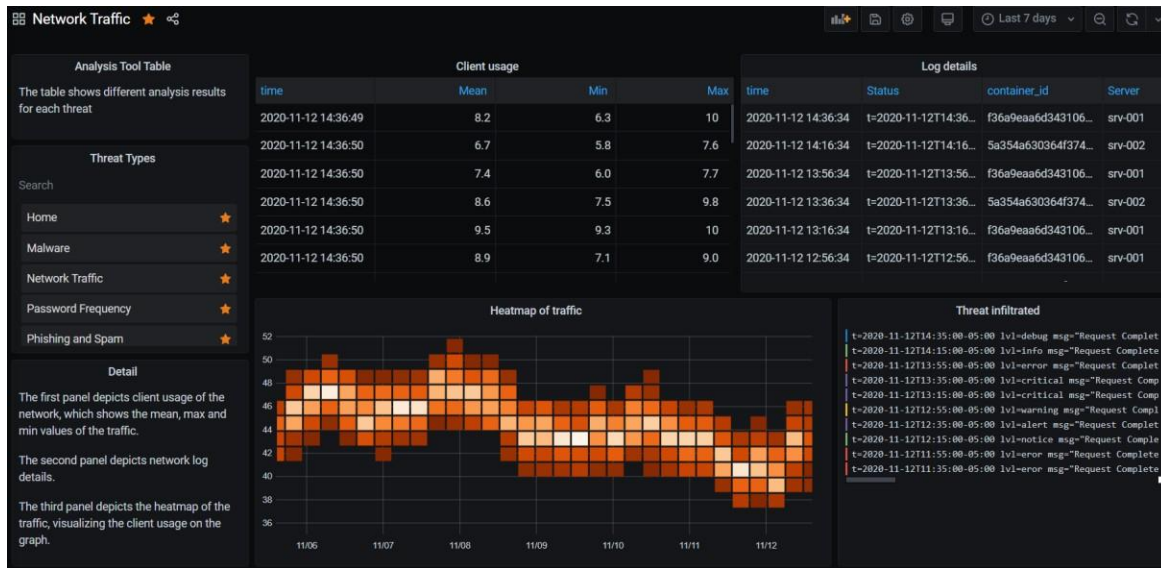 Network Traffic
Last 7 days
Analysis Tool Table
The table shows different analysis results
for each threat
Threat Types
Search
Home
Malware
Network Traffic
Password Frequency
Phishing and Spam
Detail
The first panel depicts client usage of the
network, which shows the mean, max and
min values of the traffic.
The second panel depicts network log
details.
The third panel depicts the heatmap of the
traffic, visualizing the client usage on the
graph.
Client usage
time Mean Min Max
2020-11-12 14:36:49 8.2 6.3 10
2020-11-12 14:36:50 6.7 5.8 7.6
2020-11-12 14:36:50 7.4 6.0 7.7
2020-11-12 14:36:50 8.6 7.5 9.8
2020-11-12 14:36:50 9.5 9.3 10
2020-11-12 14:36:50 8.9 7.1 9.0
Log details
time Status container_id Server
2020-11-12 14:36:34 t=2020-11-12T14:36... f36a9eaa6d343106... srv-001
2020-11-12 14:16:34 t=2020-11-12T14:16... 5a354a630364f374... srv-002
2020-11-12 13:56:34 t=2020-11-12T13:56... f36a9eaa6d343106... srv-001
2020-11-12 13:36:34 t=2020-11-12T13:36... 5a354a630364f374... srv-002
2020-11-12 13:16:34 t=2020-11-12T13:16... f36a9eaa6d343106... srv-001
2020-11-12 12:56:34 t=2020-11-12T12:56... f36a9eaa6d343106... srv-001
Heatmap of traffic
52
50
48
46
44
42
40
38
36
11/06 11/07 11/08 11/09 11/10 11/11 11/12
Threat infiltrated
t=2020-11-12T14:35:00-05:00 lvl=debug msg="Request Complet
t=2020-11-12T14:15:00-05:00 lvl=info msg="Request Complete
t=2020-11-12T13:55:00-05:00 lvl=error msg="Request Complet
t=2020-11-12T13:35:00-05:00 lvl=critical msg="Request Comp
t=2020-11-12T13:15:00-05:00 lvl=critical msg="Request Comp
t=2020-11-12T12:55:00-05:00 lvl=warning msg="Request Compl
t=2020-11-12T12:35:00-05:00 lvl=alert msg="Request Complet
t=2020-11-12T12:15:00-05:00 lvl=notice msg="Request Comple
t=2020-11-12T11:55:00-05:00 lvl=eror msg="Request Complete
t=2020-11-12T11:35:00-05:00 lvl=eror msg="Request Complete